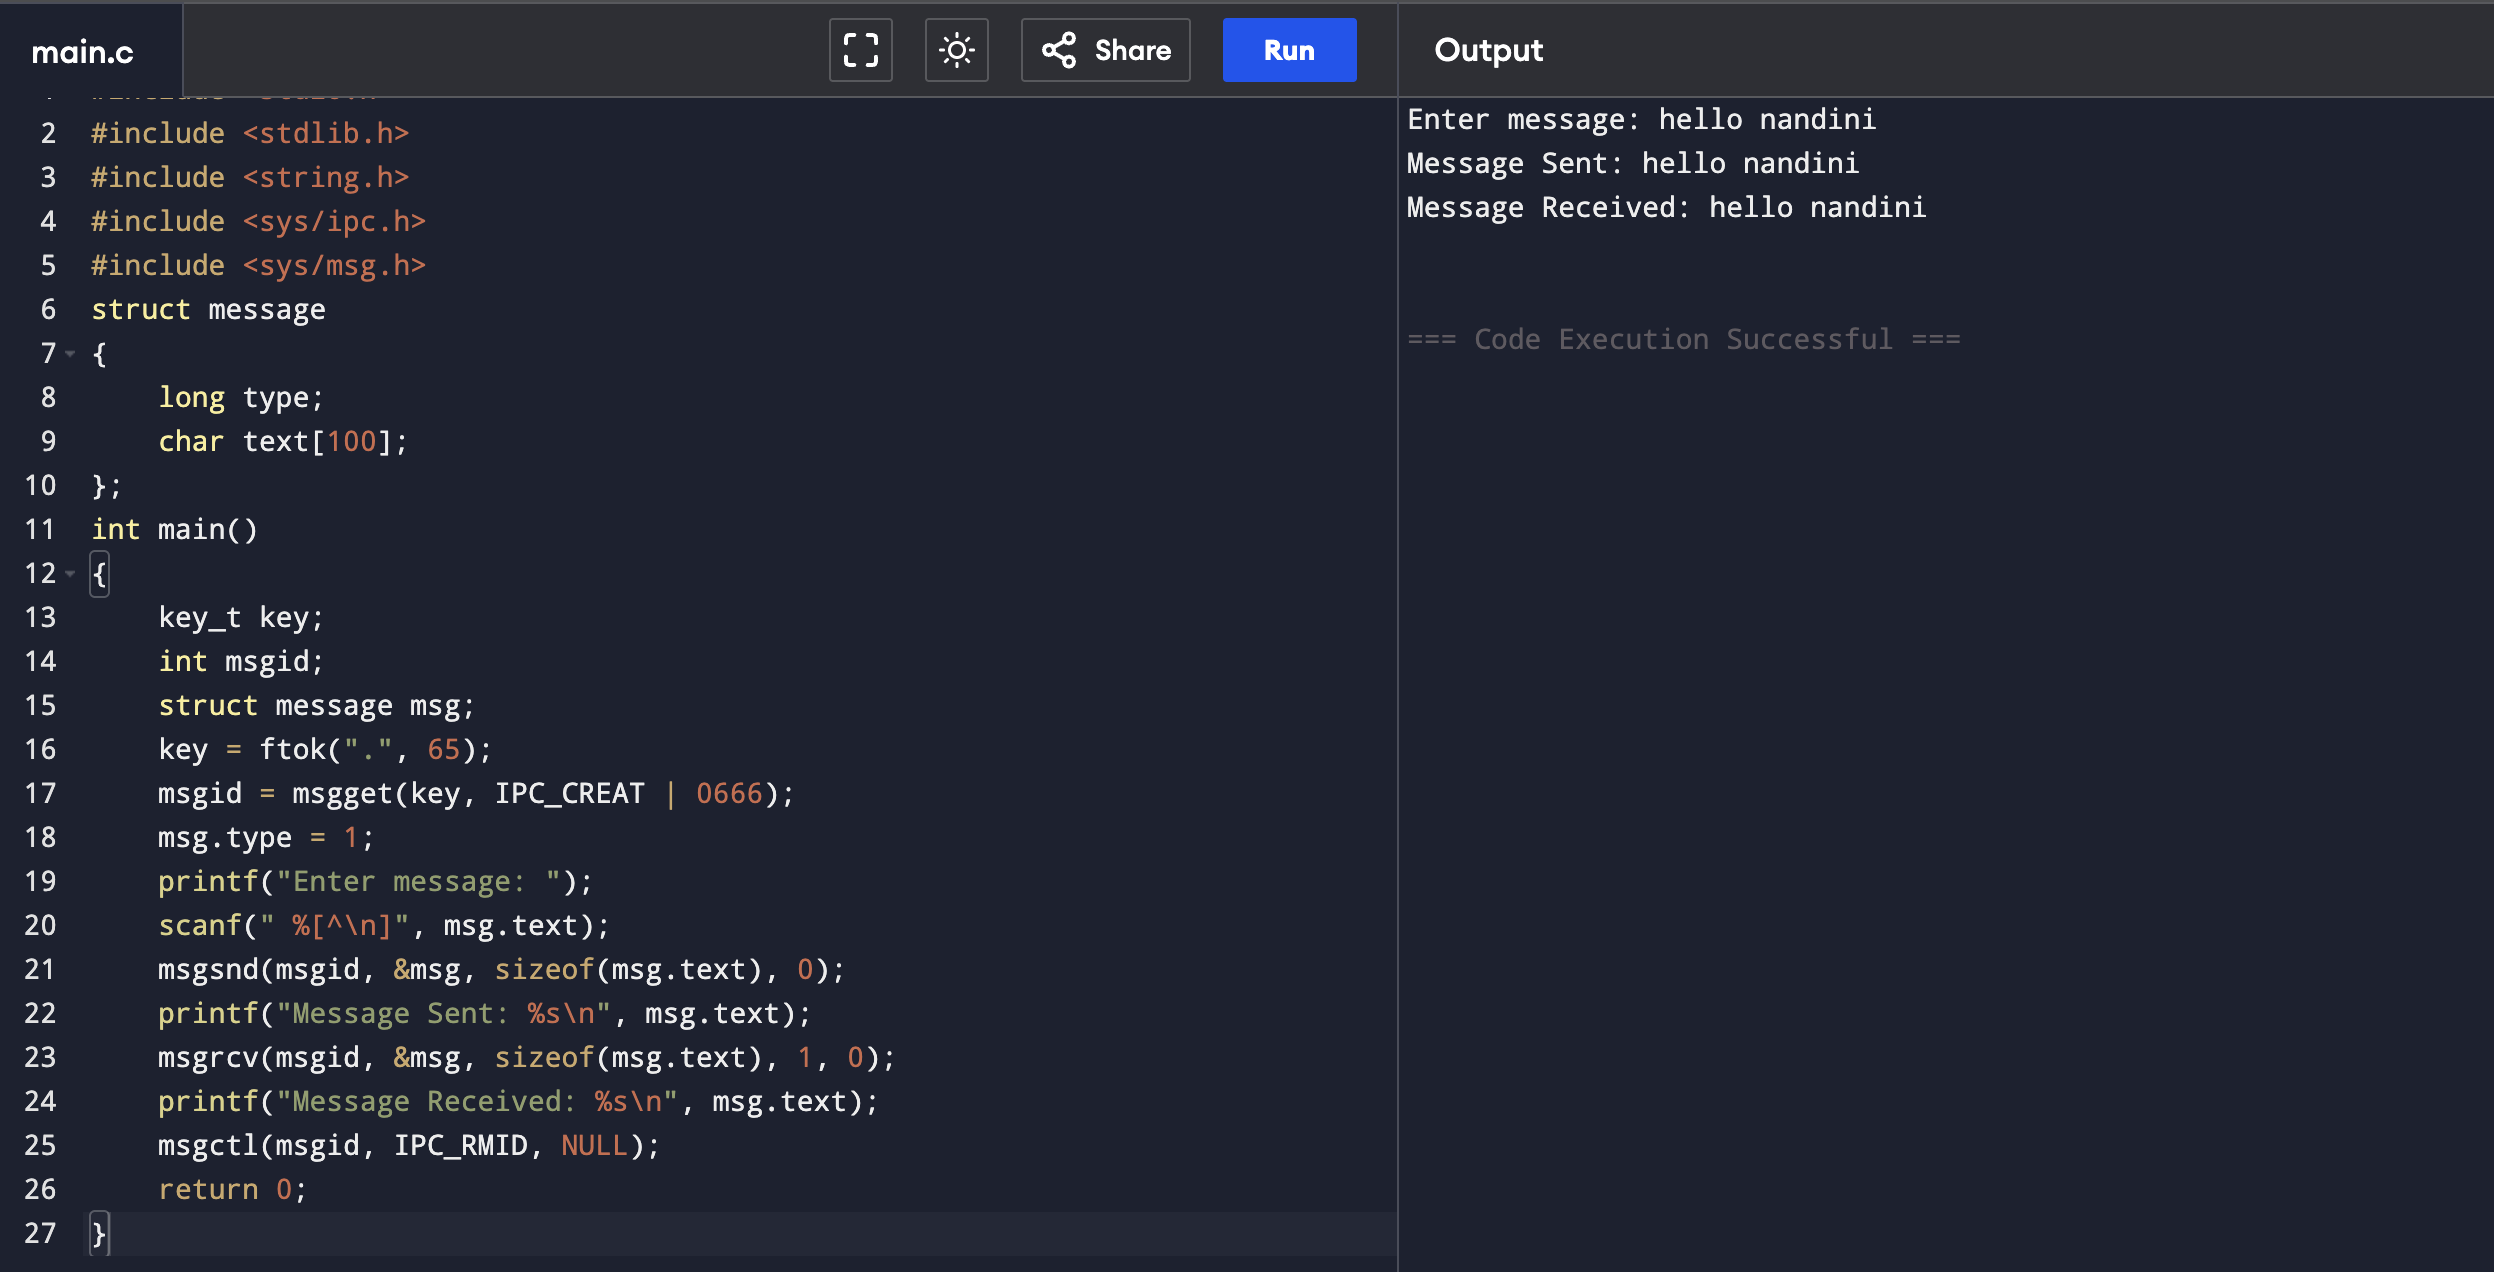 main.c
Share
Run
Output
2 #include <stdlib.h>
3 #include <string.h>
4 #include <sys/ipc.h>
5 #include <sys/msg.h>
6 struct message
7 {
8     long type;
9     char text[100];
10 };
11 int main()
12 {
13     key_t key;
14     int msgid;
15     struct message msg;
16     key = ftok(".", 65);
17     msgid = msgget(key, IPC_CREAT | 0666);
18     msg.type = 1;
19     printf("Enter message: ");
20     scanf(" %[^\n]", msg.text);
21     msgsnd(msgid, &msg, sizeof(msg.text), 0);
22     printf("Message Sent: %s\n", msg.text);
23     msgrcv(msgid, &msg, sizeof(msg.text), 1, 0);
24     printf("Message Received: %s\n", msg.text);
25     msgctl(msgid, IPC_RMID, NULL);
26     return 0;
27 }
Enter message: hello nandini
Message Sent: hello nandini
Message Received: hello nandini
=== Code Execution Successful ===